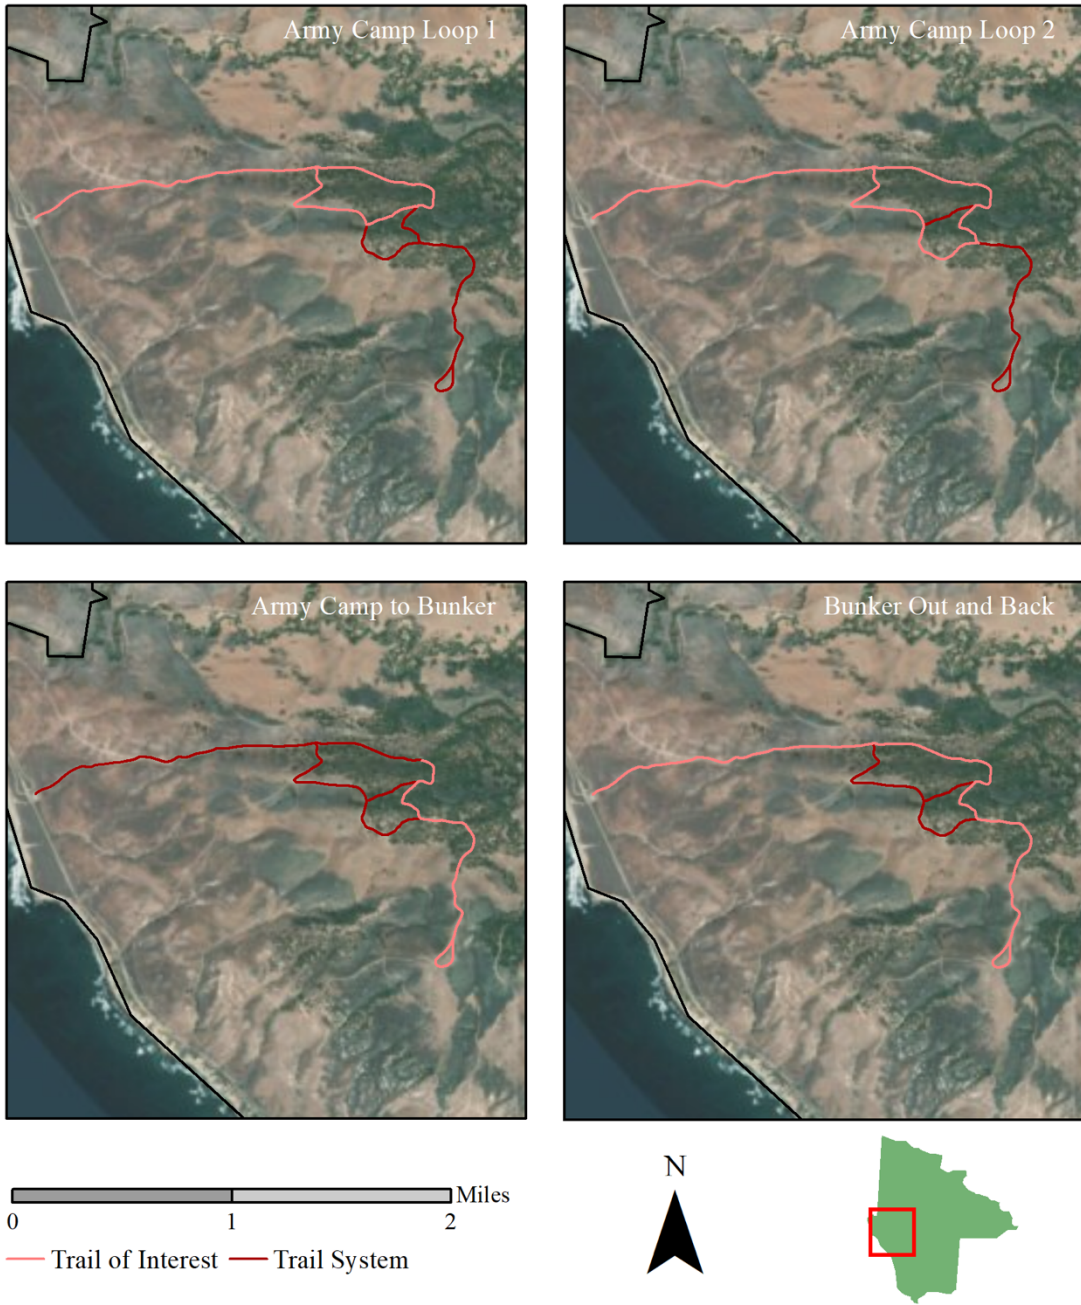 Army Camp Loop 1
Army Camp Loop 2
Army Camp to Bunker
Bunker Out and Back
Miles
0 1 2
N
Trail of Interest Trail System